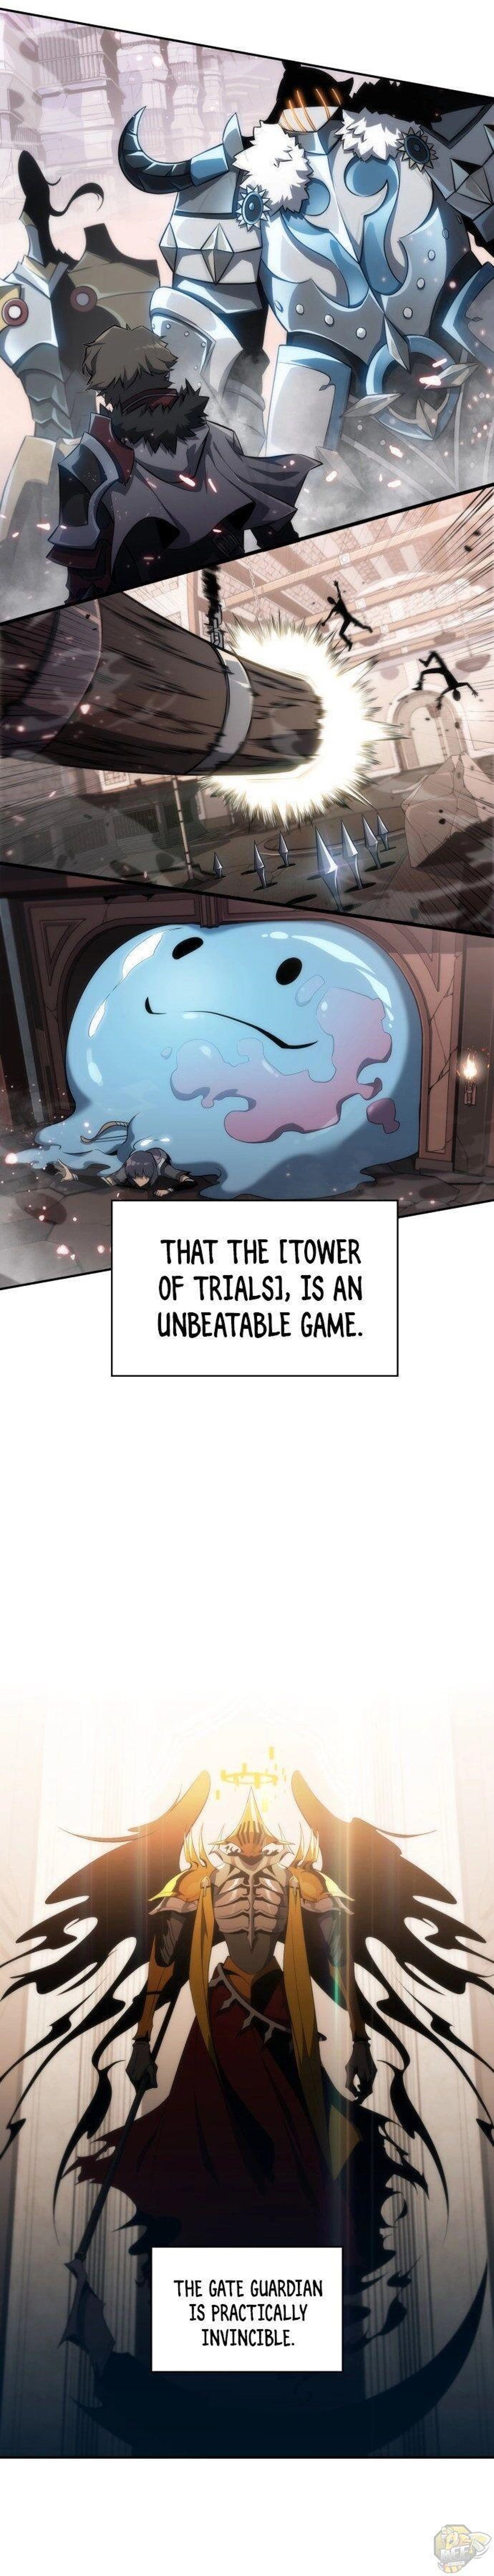 THAT THE [TOWER
OF TRIALS], IS AN
UNBEATABLE GAME.
THE GATE GUARDIAN
IS PRACTICALLY
INVINCIBLE.